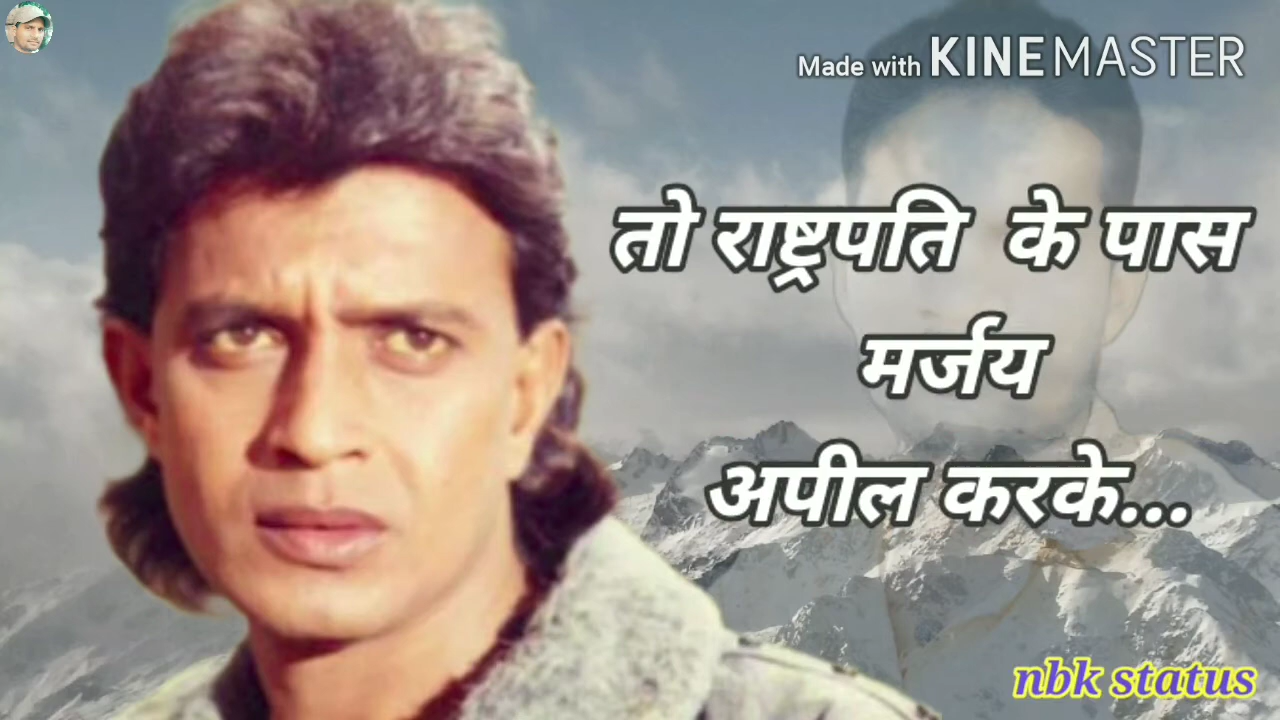 Made with KINEMASTER
तो राष्ट्रपति के पास
मर्जय
अपील करके...
nbk status